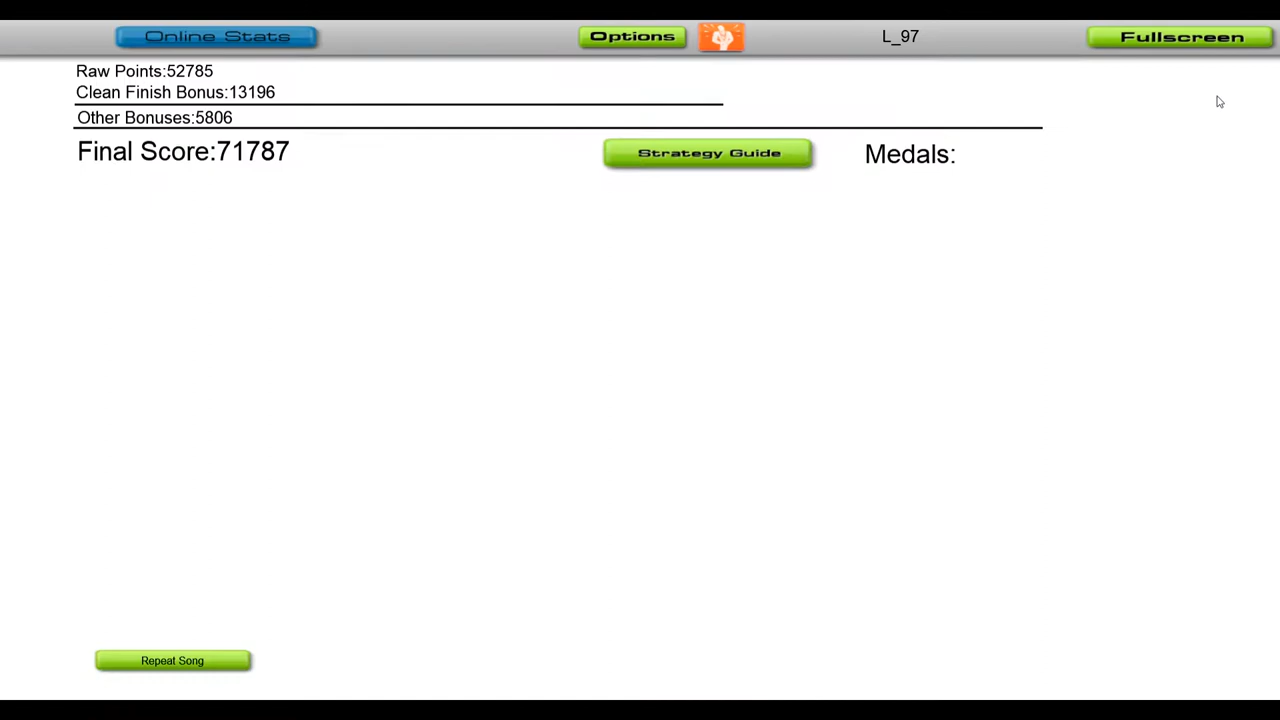 Online Stats
Options
L_97
Fullscreen
Raw Points:52785
Clean Finish Bonus:13196
Other Bonuses:5806
Final Score:71787
Strategy Guide
Medals:
Repeat Song